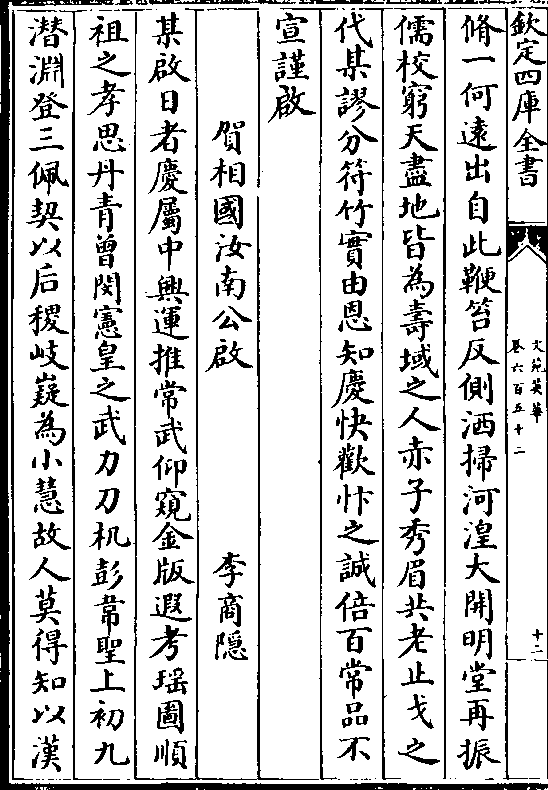 欽定四庫全書
文苑英華
卷六百五十二
十二
脩一何遠出自此鞭笞反側洒掃河湟大開明堂再振
儒校窮天盡地皆為壽域之人赤子秀眉共老止戈之
代某謬分符竹實由恩知慶快歡忭之誠倍百常品不
宣謹啟
賀相國汝南公啟 李商隱
某啟日者慶屬中興運推常武仰窺金版遐考瑶圖順
祖之孝思丹青曾閔憲皇之武力刀机彭韋聖上初九
潛淵登三佩契以后稷岐嶷為小慧故人莫得知以漢